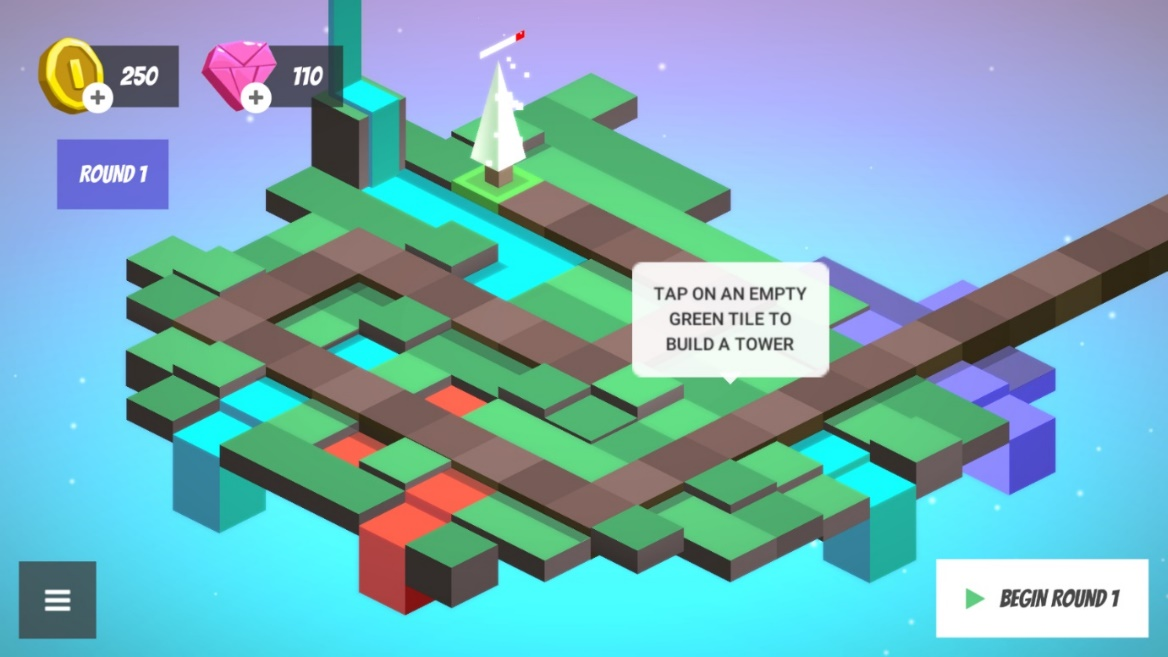 250
110
ROUND 1
TAP ON AN EMPTY
GREEN TILE TO
BUILD A TOWER
BEGIN ROUND 1